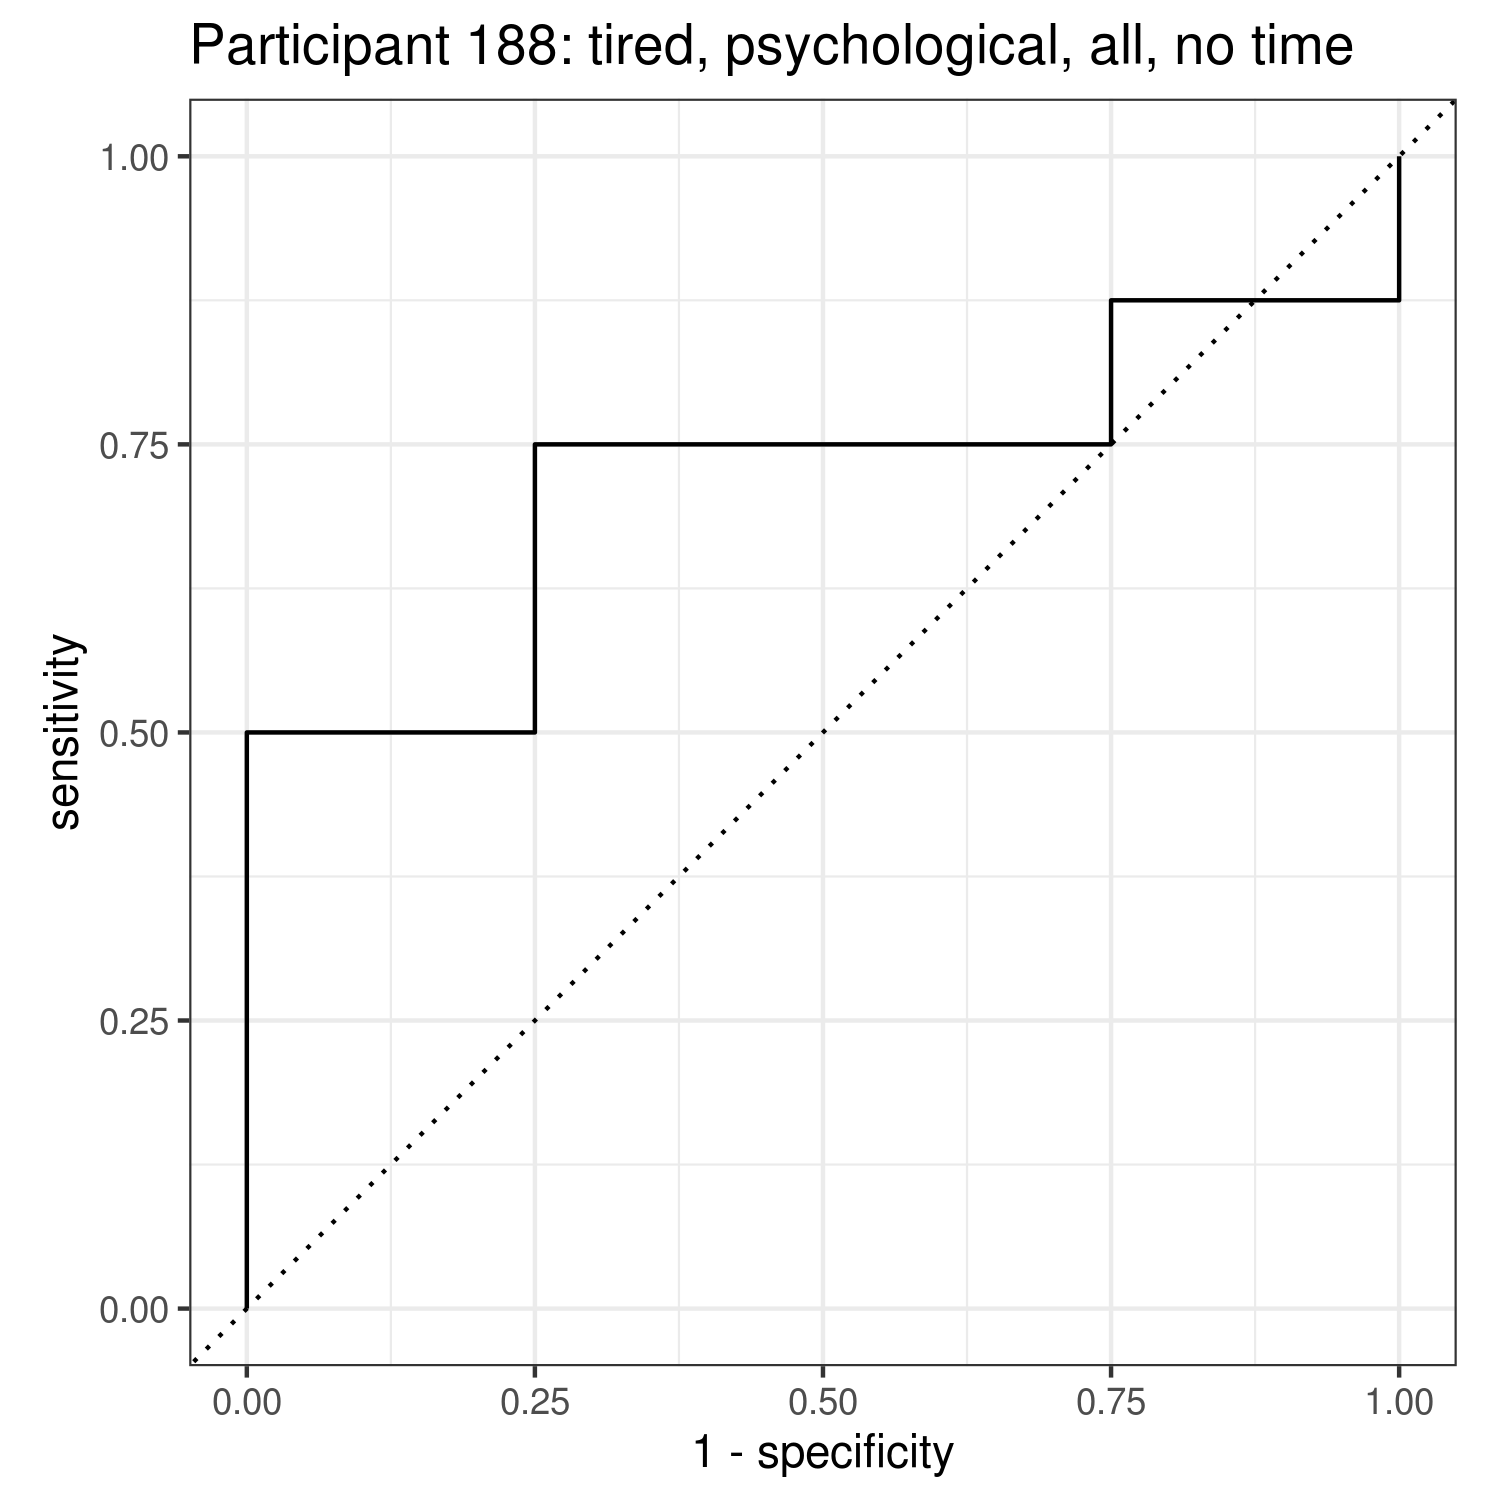 Participant 188: tired, psychological, all, no time
1.00
0.75
0.50
0.25
0.00
sensitivity
0.00 0.25 0.50 0.75 1.00
1 - specificity